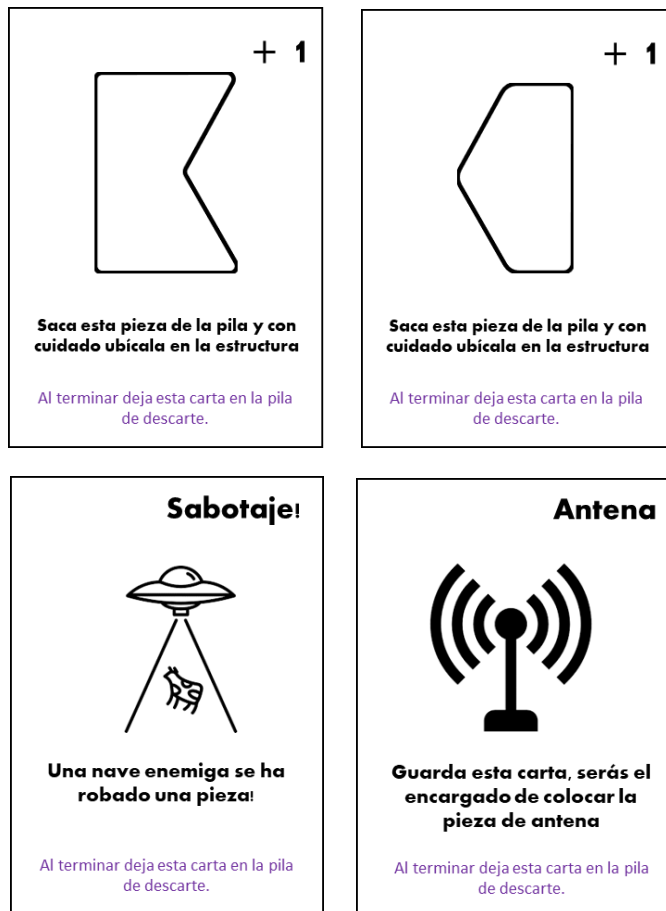 + 1
Saca esta pieza de la pila y con
cuidado ubícala en la estructura
Al terminar deja esta carta en la pila
de descarte.
+ 1
Saca esta pieza de la pila y con
cuidado ubícala en la estructura
Al terminar deja esta carta en la pila
de descarte.
Sabotaje!
Una nave enemiga se ha
robado una pieza!
Al terminar deja esta carta en la pila
de descarte.
Antena
Guarda esta carta, serás el
encargado de colocar la
pieza de antena
Al terminar deja esta carta en la pila
de descarte.